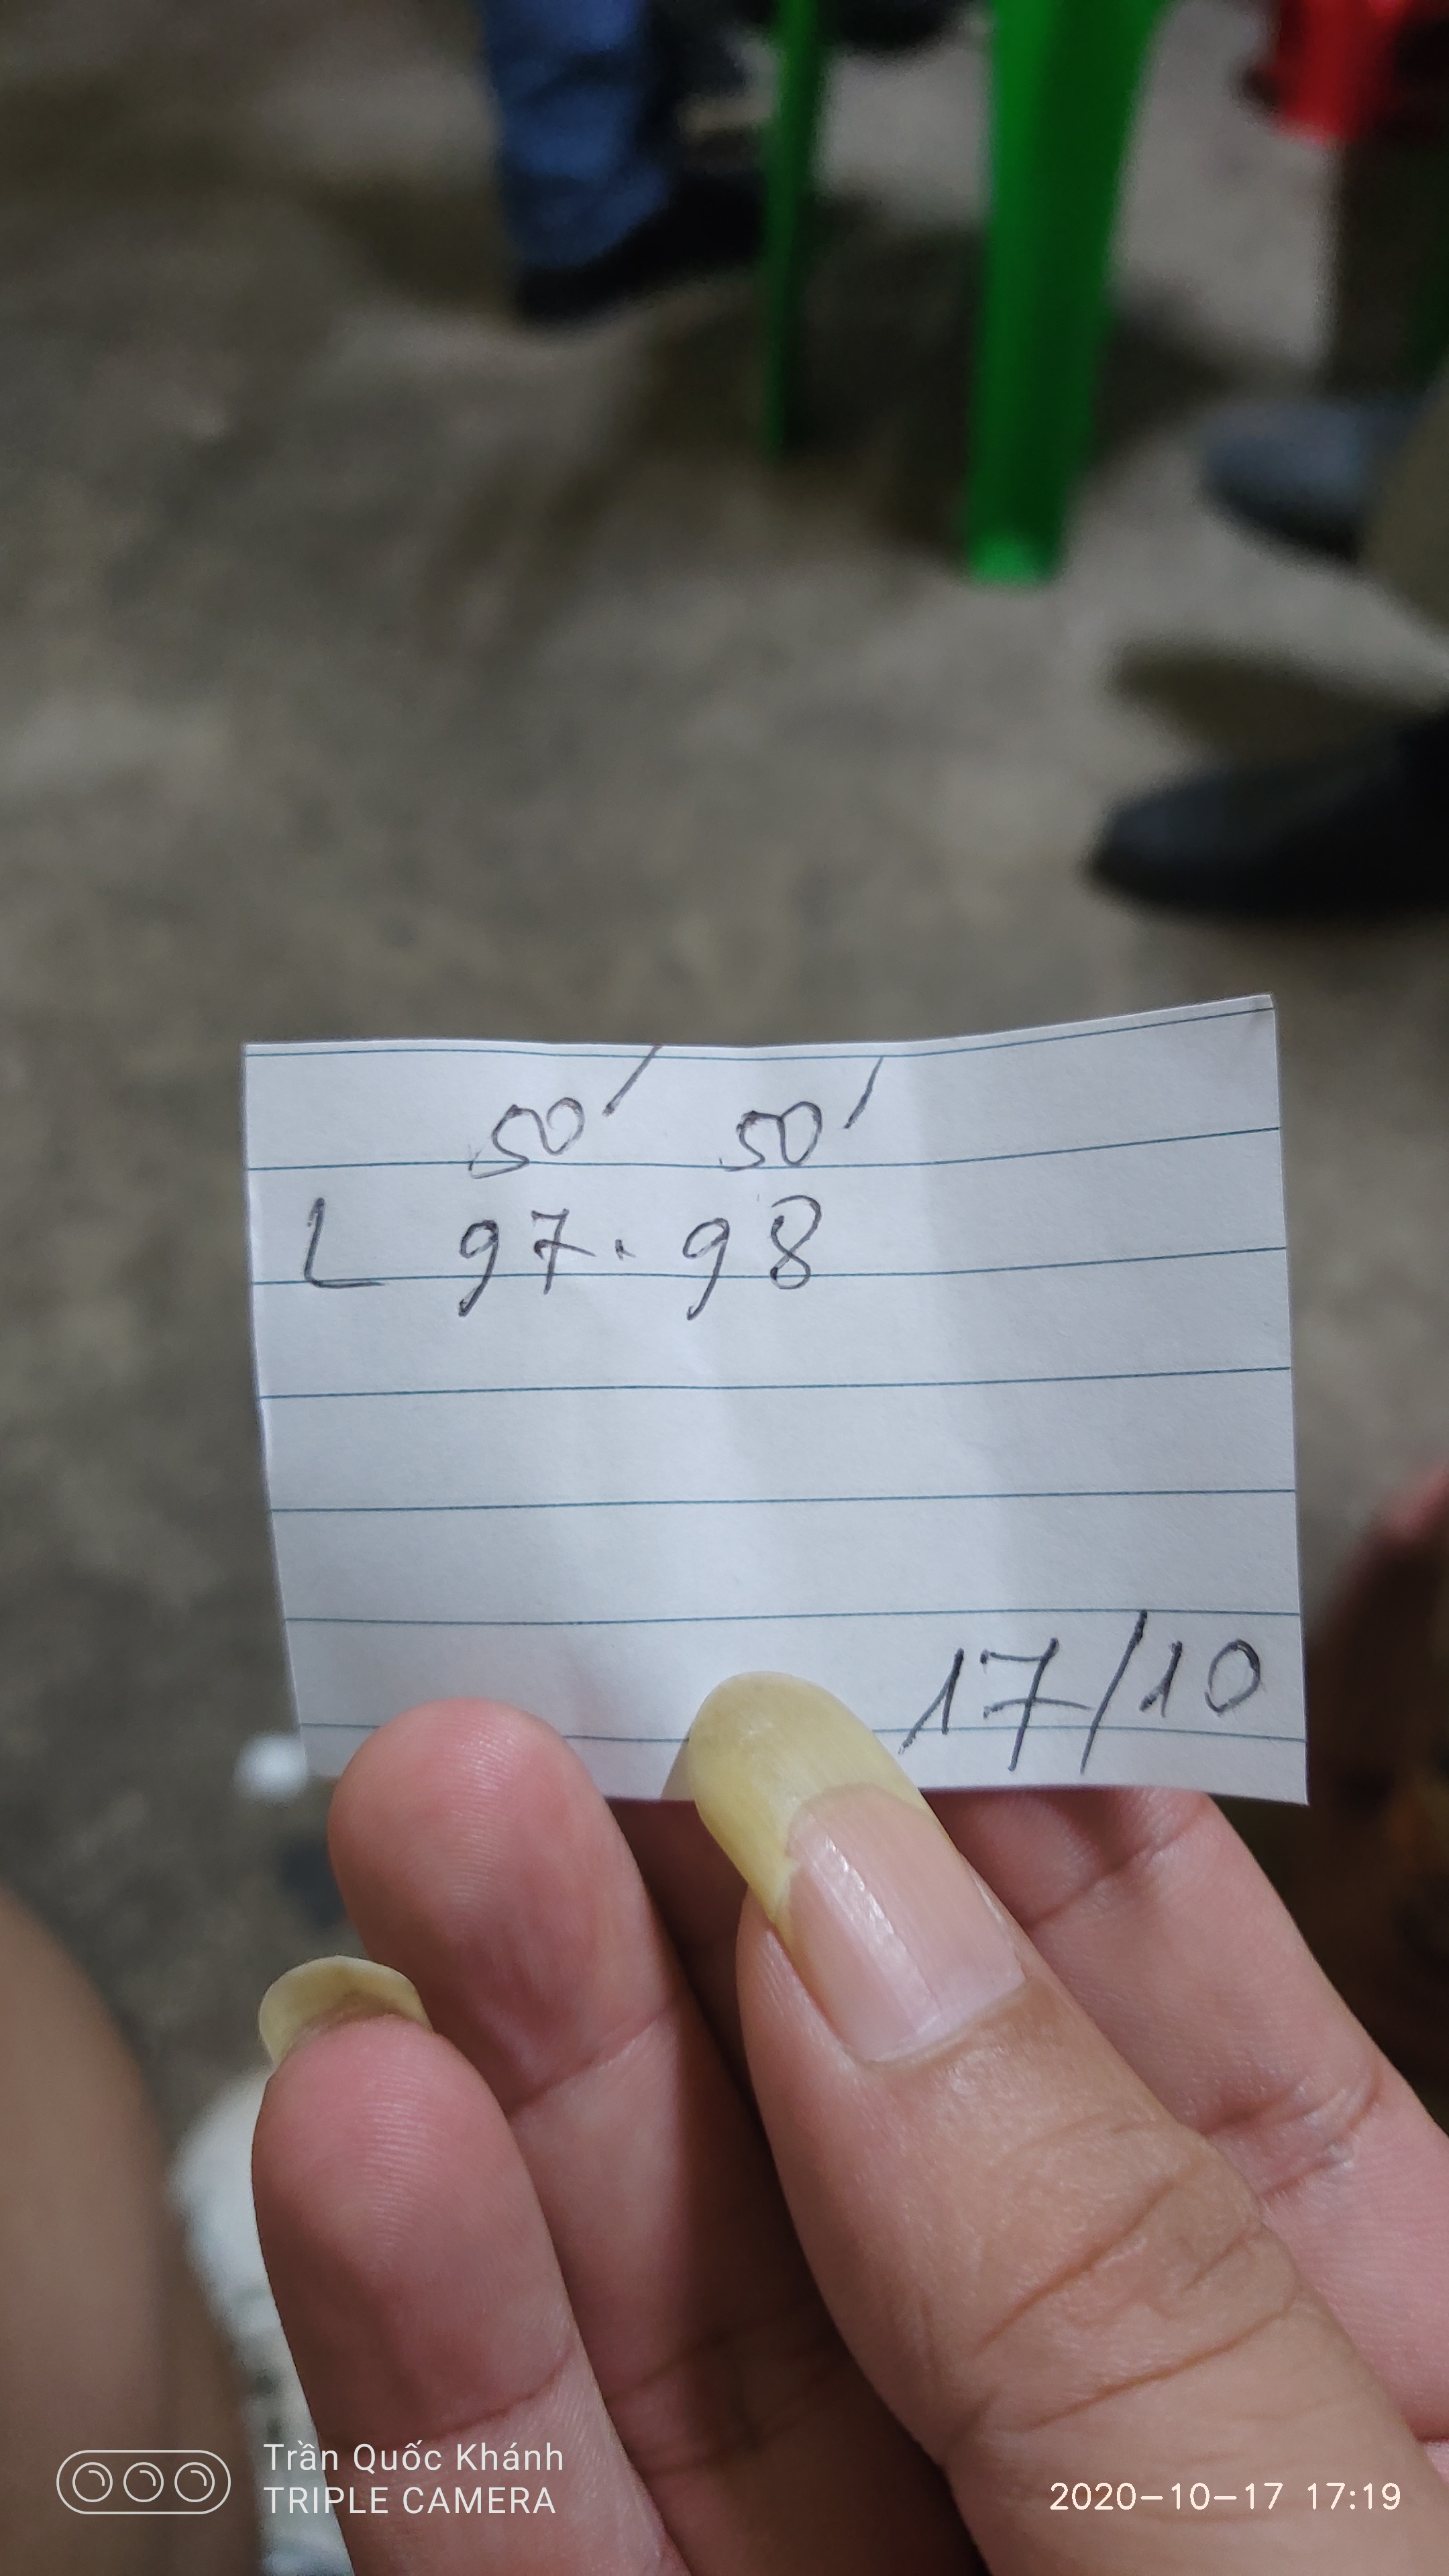 50' 50'
L 97. 98
17/10
Trần Quốc Khánh
TRIPLE CAMERA
2020-10-17 17:19